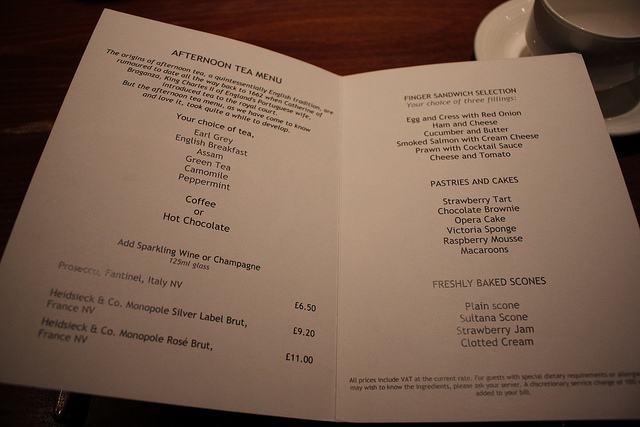 AFTERNOON TEA MENU
The origins of afternoon tea, a quintessentially English tradition, are
rumoured to date all the way back to 1662 when Catherine of
Braganza, King Charles II of England's Portuguese wife,
introduced tea to the royal court.
But the afternoon tea menu, as we have come to know
and love it, took quite a while to develop.
Your choice of tea,
Earl Grey
English Breakfast
Assam
Green Tea
Camomile
Peppermint
Coffee
or
Hot Chocolate
Add Sparkling Wine or Champagne
125ml glass
Prosecco, Fantinel, Italy NV £6.50
Heidsieck & Co. Monopole Silver Label Brut,
France NV £9.20
Heidsieck & Co. Monopole Rosé Brut,
France NV £11.00
FINGER SANDWICH SELECTION
Your choice of three fillings:
Egg and Cress with Red Onion
Ham and Cheese
Cucumber and Butter
Smoked Salmon with Cream Cheese
Prawn with Cocktail Sauce
Cheese and Tomato
PASTRIES AND CAKES
Strawberry Tart
Chocolate Brownie
Opera Cake
Victoria Sponge
Raspberry Mousse
Macaroons
FRESHLY BAKED SCONES
Plain scone
Sultana Scone
Strawberry Jam
Clotted Cream
All prices include VAT at the current rate. For guests with special dietary requirements or
may wish to know the ingredients, please ask your server. A discretionary service charge of
added to your bill.